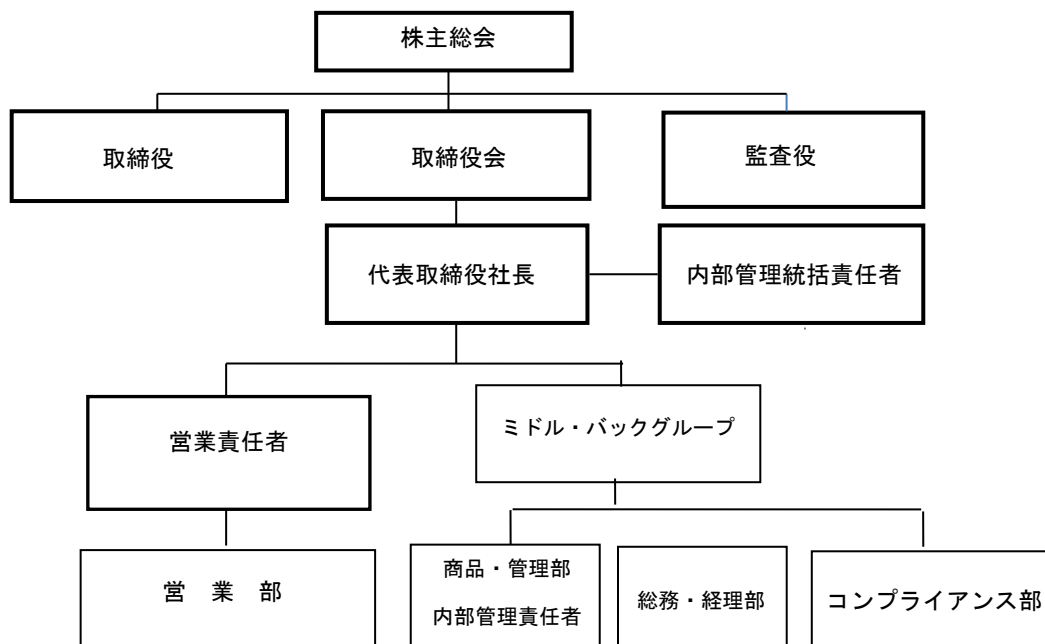 株主総会
取締役
取締役会
監査役
代表取締役社長
内部管理統括責任者
営業責任者
ミドル・バックグループ
営 業 部
商品・管理部
内部管理責任者
総務・経理部
コンプライアンス部